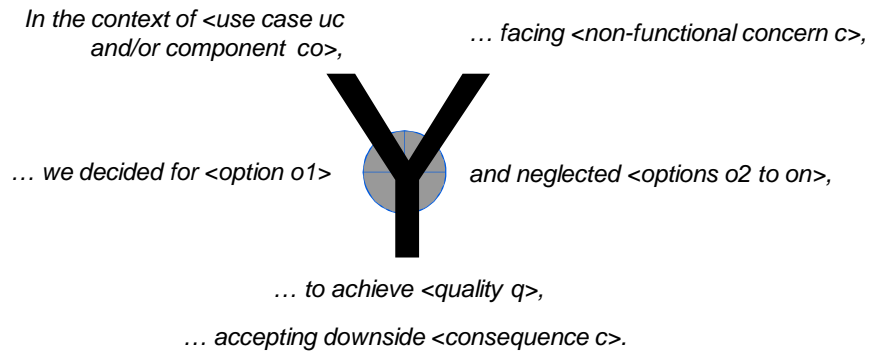 In the context of <use case uc
and/or component co>,
… facing <non-functional concern c>,
… we decided for <option o1>
and neglected <options o2 to on>,
… to achieve <quality q>,
… accepting downside <consequence c>.